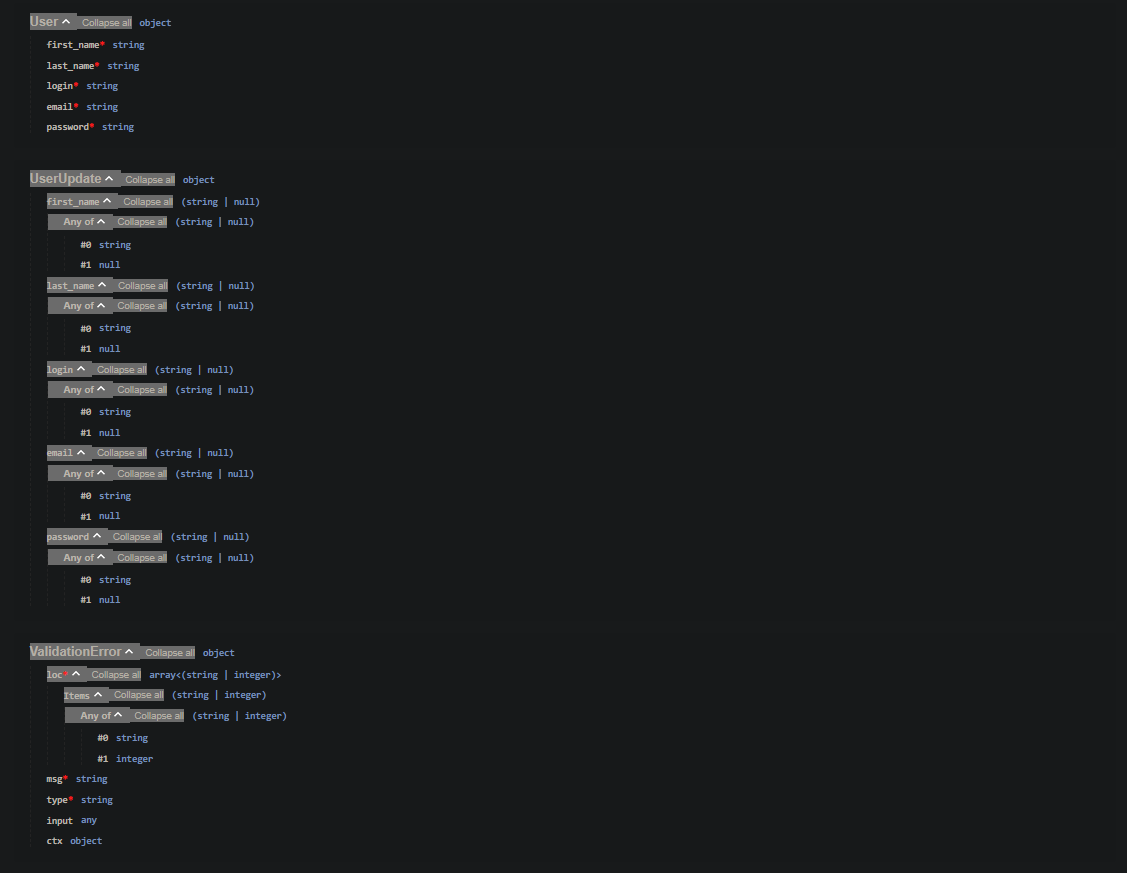 User Collapse all object
first_name* string
last_name* string
login* string
email* string
password* string
UserUpdate Collapse all object
first_name Collapse all (string | null)
Any of Collapse all (string | null)
#0 string
#1 null
last_name Collapse all (string | null)
Any of Collapse all (string | null)
#0 string
#1 null
login Collapse all (string | null)
Any of Collapse all (string | null)
#0 string
#1 null
email Collapse all (string | null)
Any of Collapse all (string | null)
#0 string
#1 null
password Collapse all (string | null)
Any of Collapse all (string | null)
#0 string
#1 null
ValidationError Collapse all object
loc* Collapse all array<(string | integer)>
Items Collapse all (string | integer)
Any of Collapse all (string | integer)
#0 string
#1 integer
msg* string
type* string
input any
ctx object